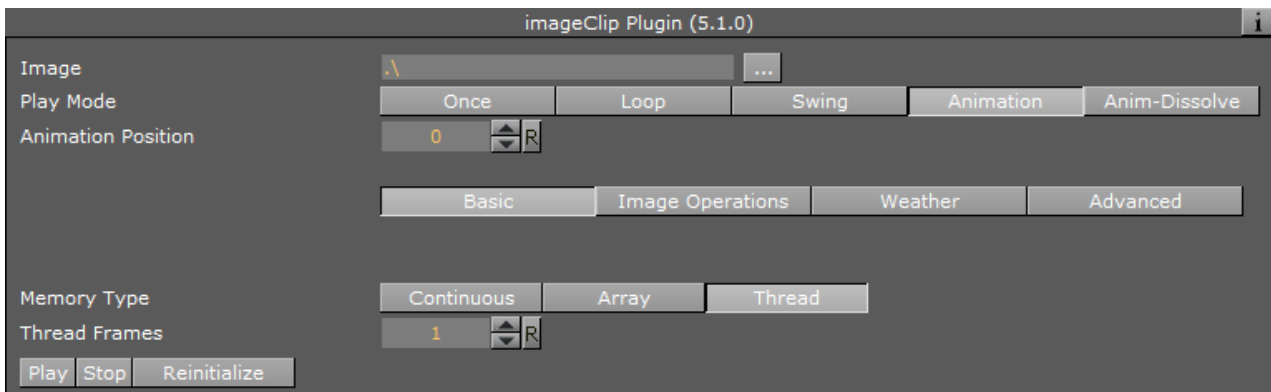 imageClip Plugin (5.1.0) i
Image .\ ...
Play Mode Once Loop Swing Animation Anim-Dissolve
Animation Position 0 R
Basic Image Operations Weather Advanced
Memory Type Continuous Array Thread
Thread Frames 1 R
Play Stop Reinitialize